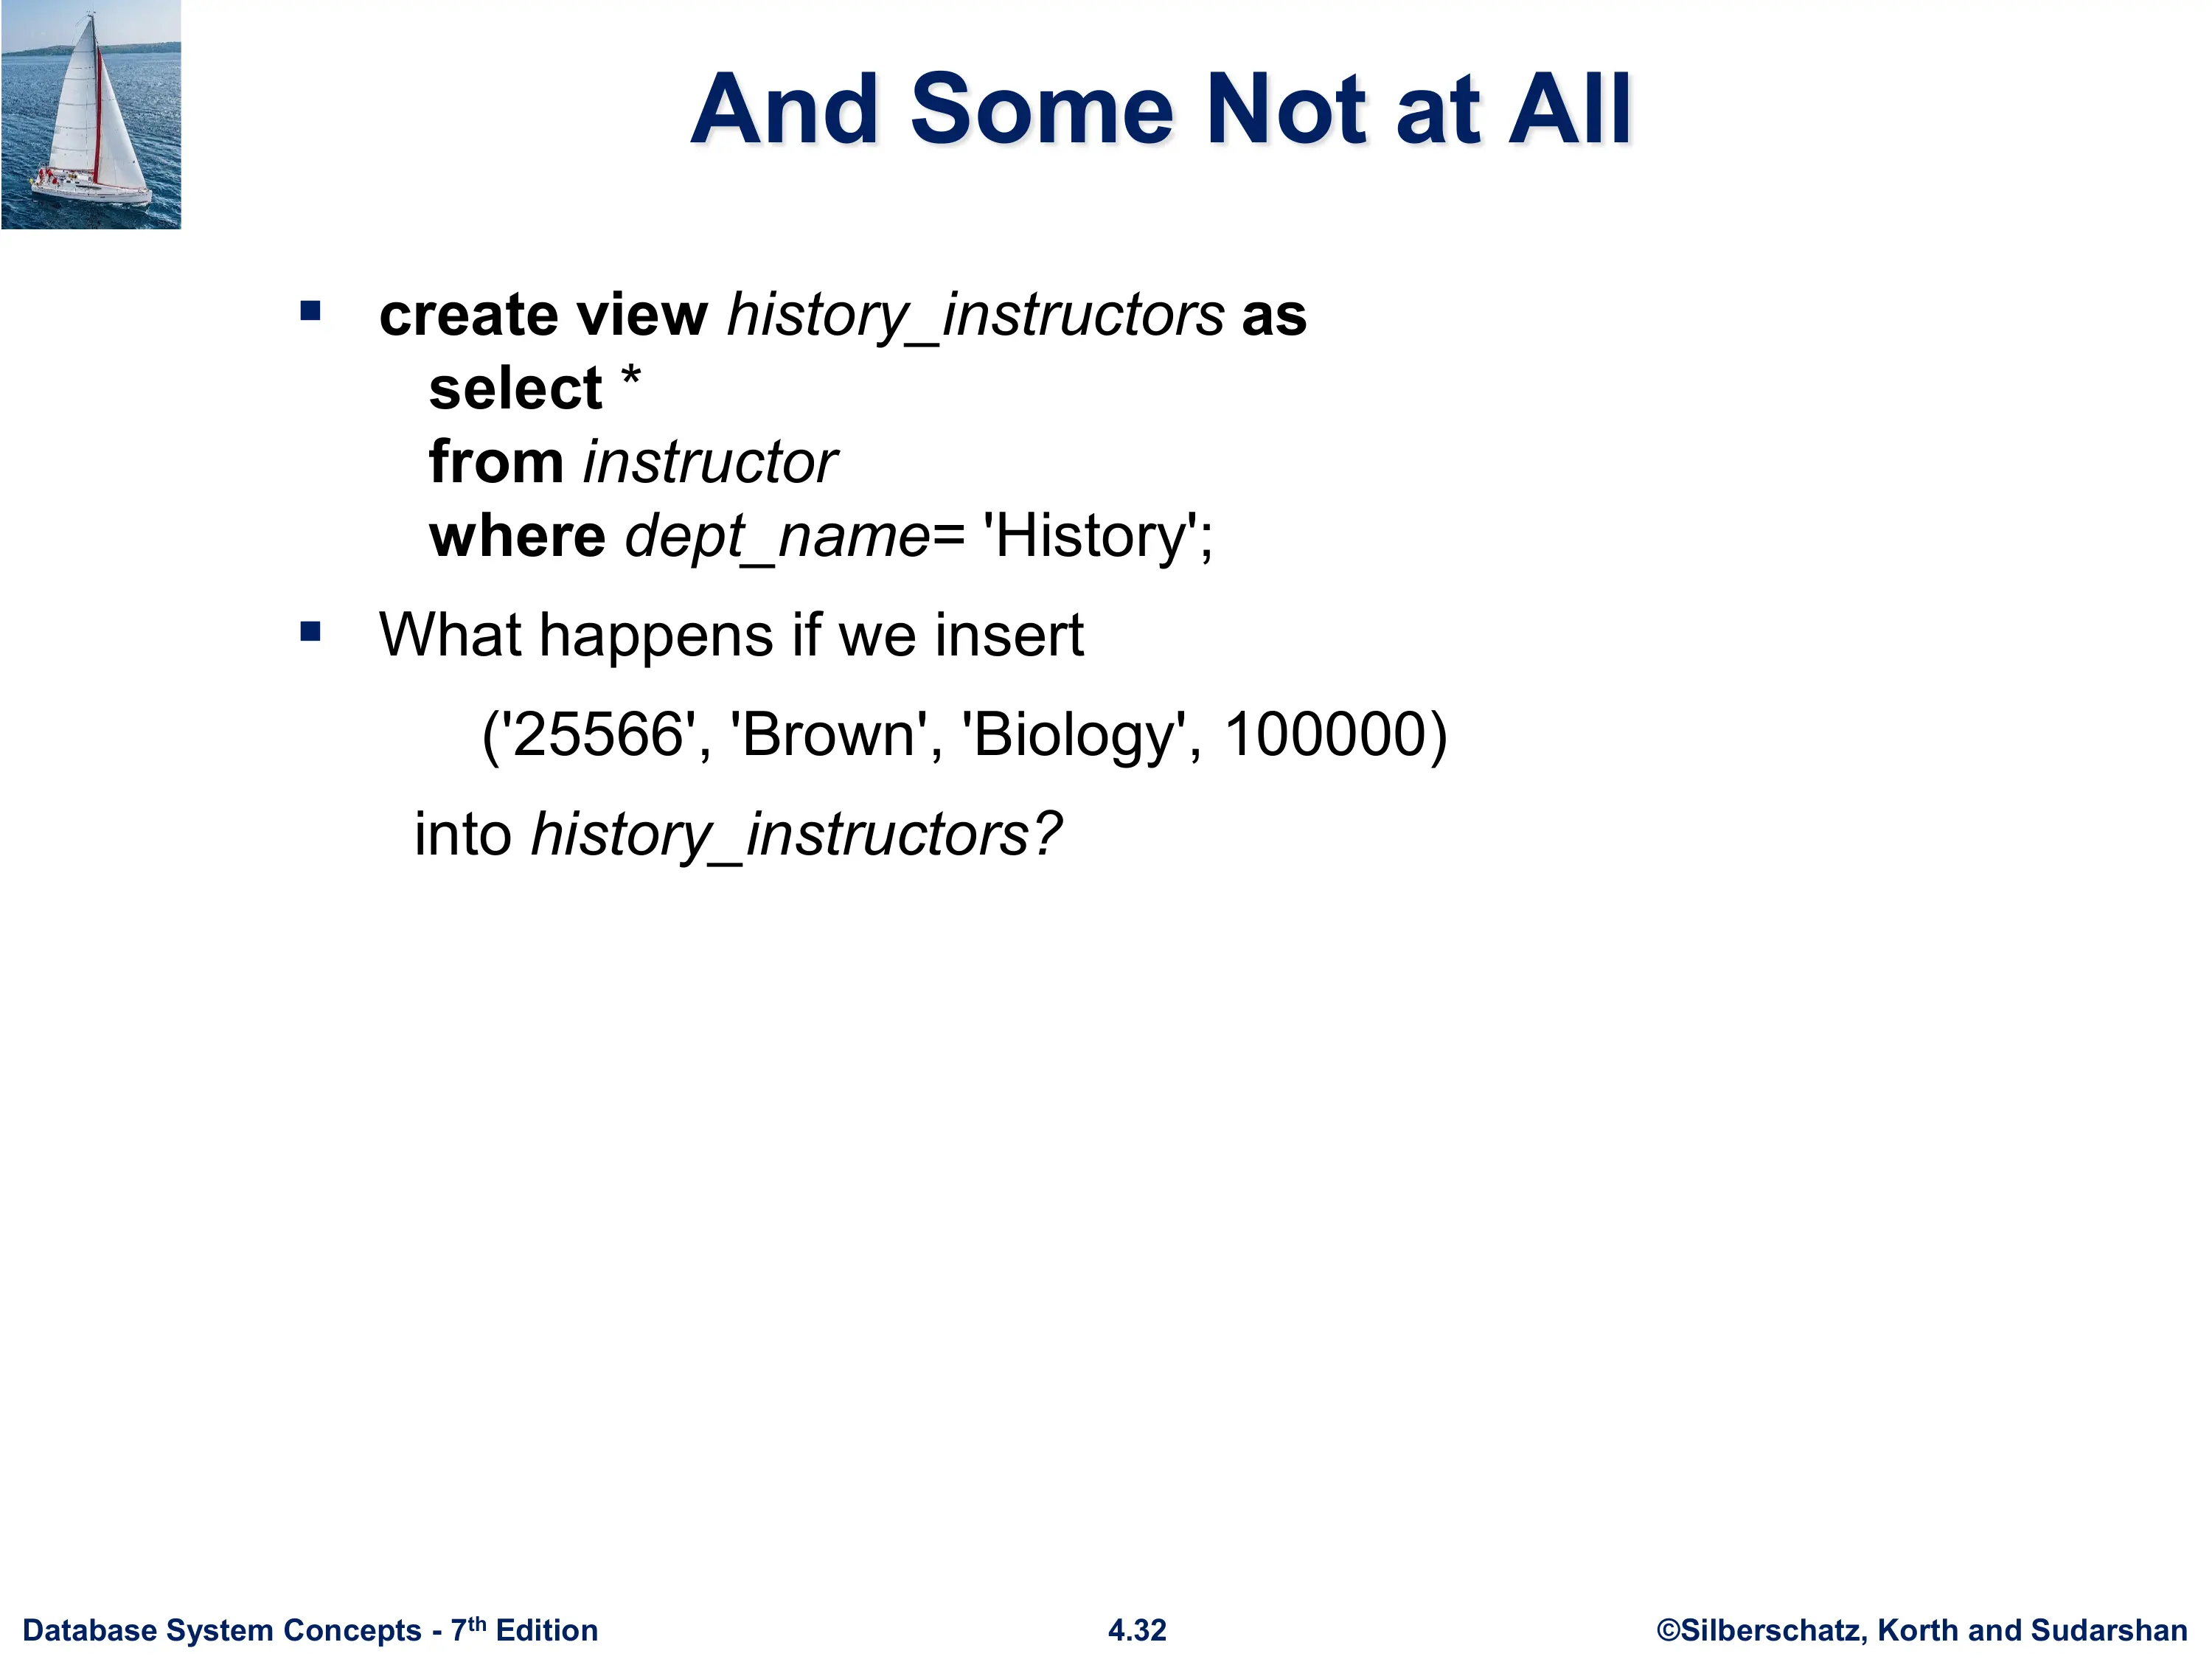 And Some Not at All
▪ create view history_instructors as
select *
from instructor
where dept_name= 'History';
▪ What happens if we insert
('25566', 'Brown', 'Biology', 100000)
into history_instructors?
Database System Concepts - 7th Edition
4.32
©Silberschatz, Korth and Sudarshan